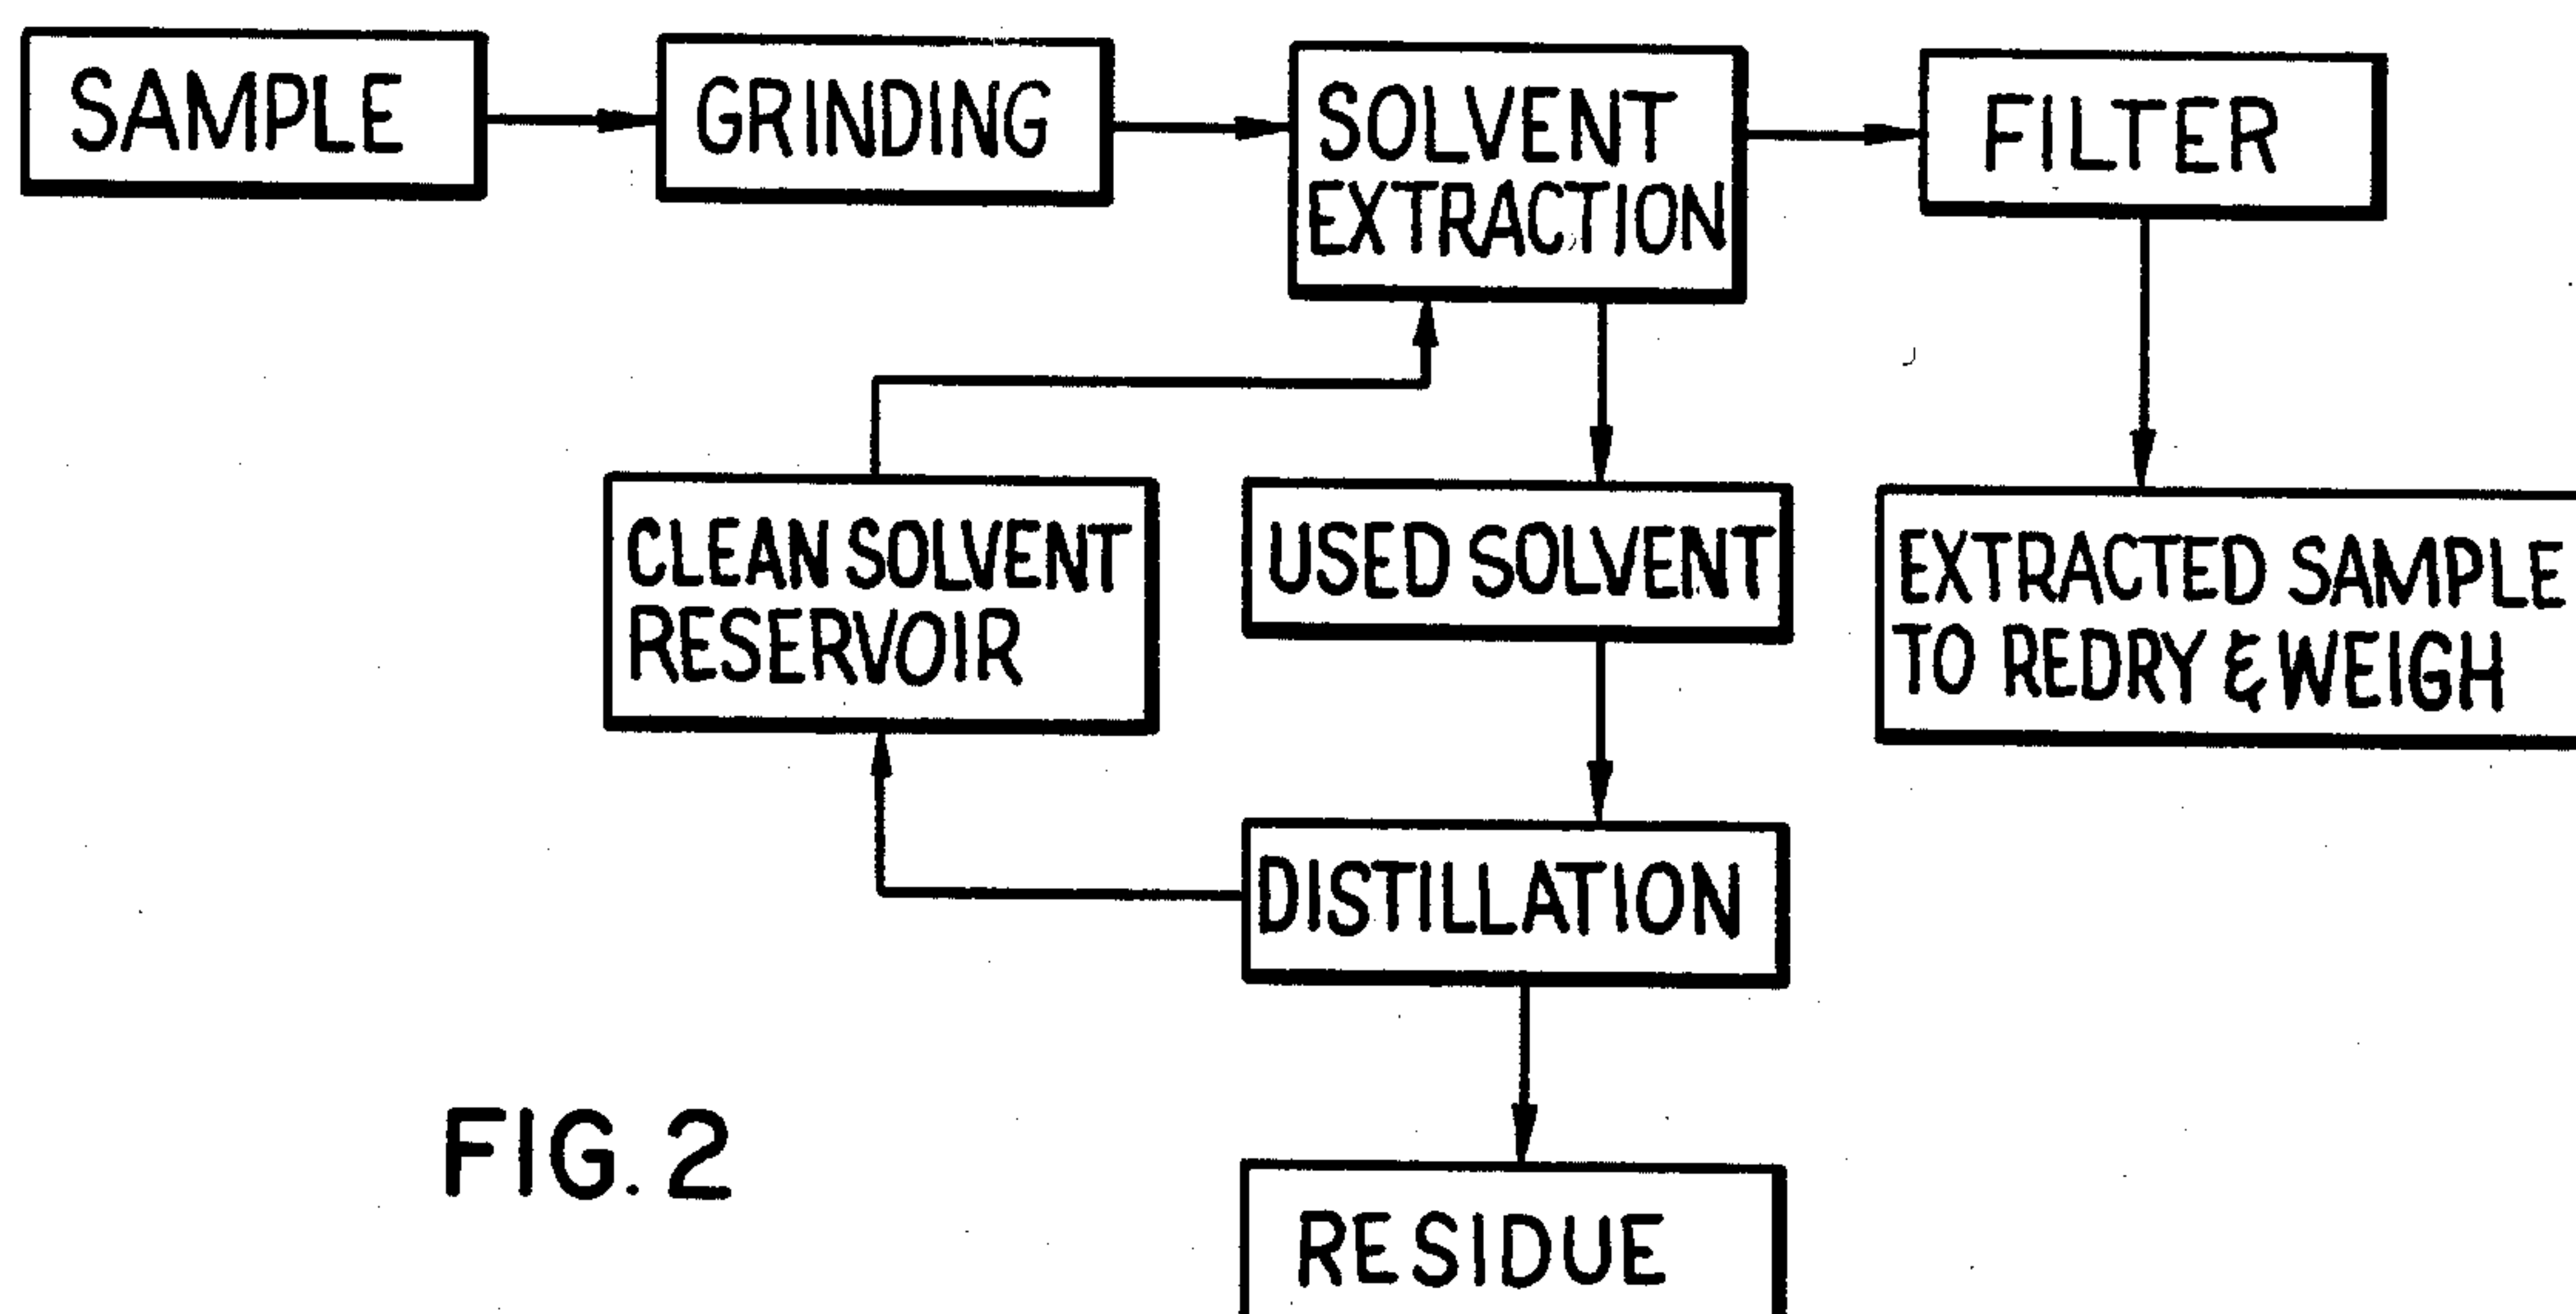 SAMPLE
GRINDING
SOLVENT
EXTRACTION
FILTER
CLEAN SOLVENT
RESERVOIR
USED SOLVENT
EXTRACTED SAMPLE
TO REDRY & WEIGH
DISTILLATION
RESIDUE
FIG. 2